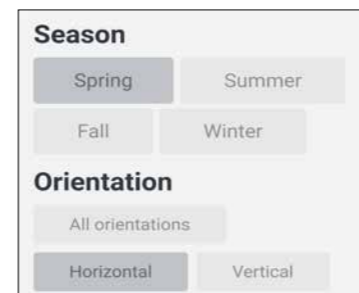 Season
Spring Summer
Fall Winter
Orientation
All orientations
Horizontal Vertical